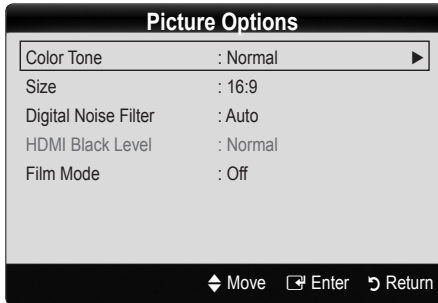 Picture Options
Color Tone : Normal ►
Size : 16:9
Digital Noise Filter : Auto
HDMI Black Level : Normal
Film Mode : Off
Move Enter Return